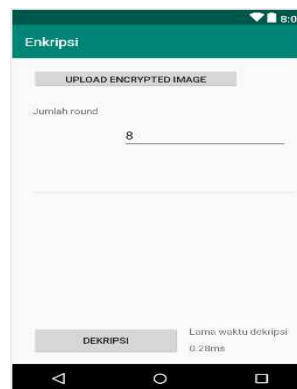 8:0
Enkripsi
UPLOAD ENCRYPTED IMAGE
Jumlah round
8
DEKRIPSI
Lama waktu dekripsi
0.28ms